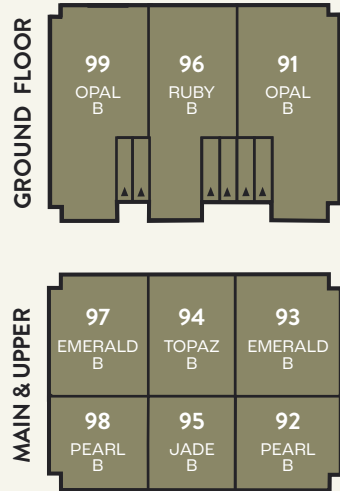 GROUND FLOOR
99
OPAL
B
96
RUBY
B
91
OPAL
B
MAIN & UPPER
97
EMERALD
B
94
TOPAZ
B
93
EMERALD
B
98
PEARL
B
95
JADE
B
92
PEARL
B